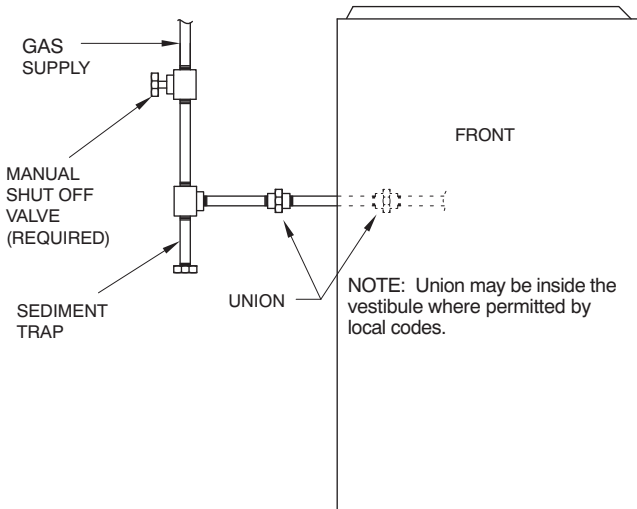 GAS
SUPPLY
FRONT
MANUAL
SHUT OFF
VALVE
(REQUIRED)
SEDIMENT
TRAP
UNION
NOTE: Union may be inside the
vestibule where permitted by
local codes.